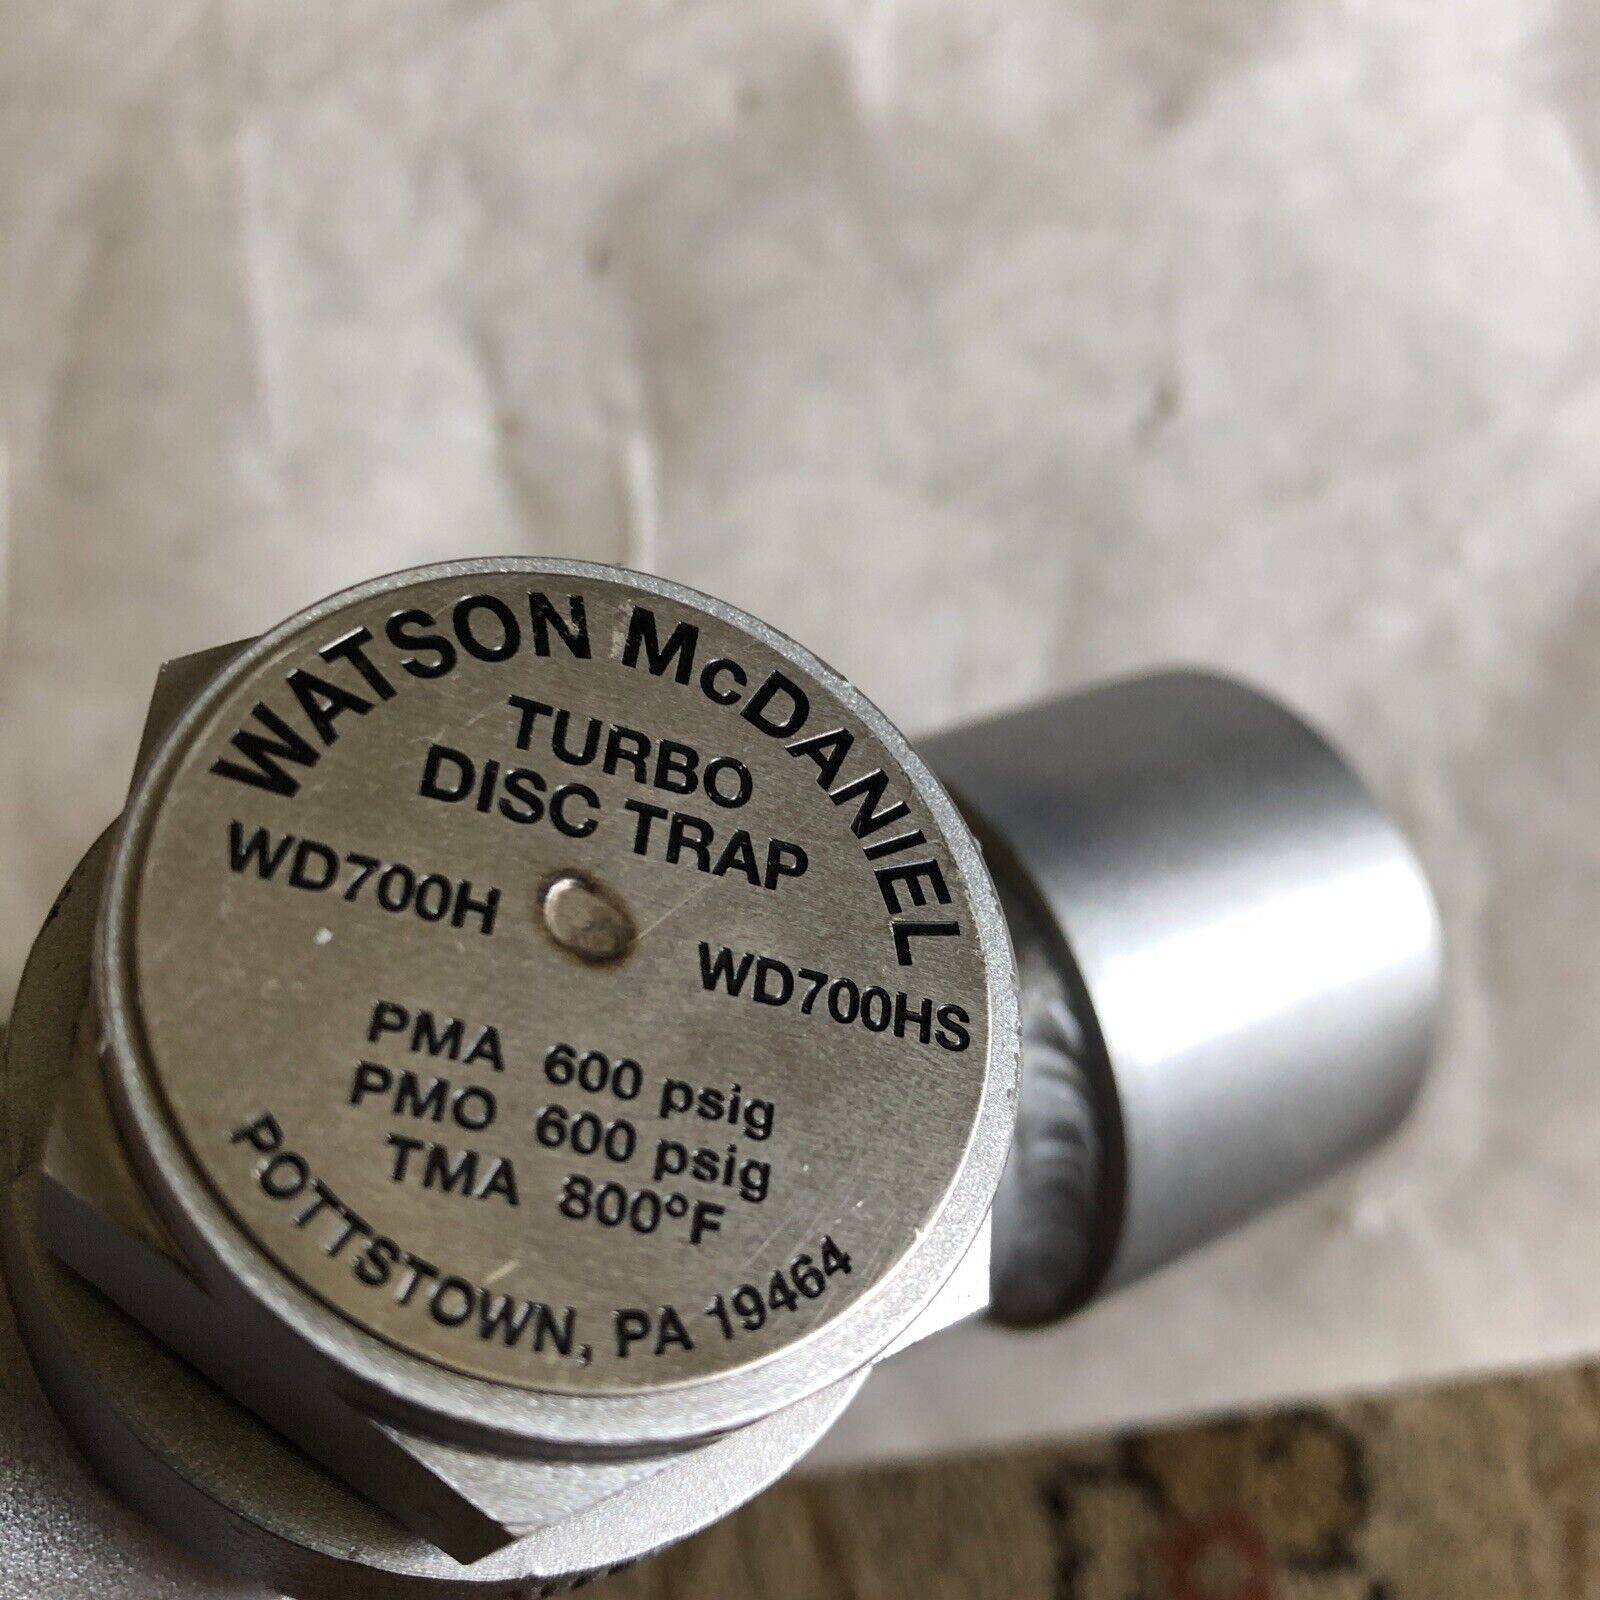 WATSON McDANIEL
TURBO
DISC TRAP
WD700H
WD700HS
PMA 600 psig
PMO 600 psig
TMA 800°F
POTTSTOWN, PA 19464